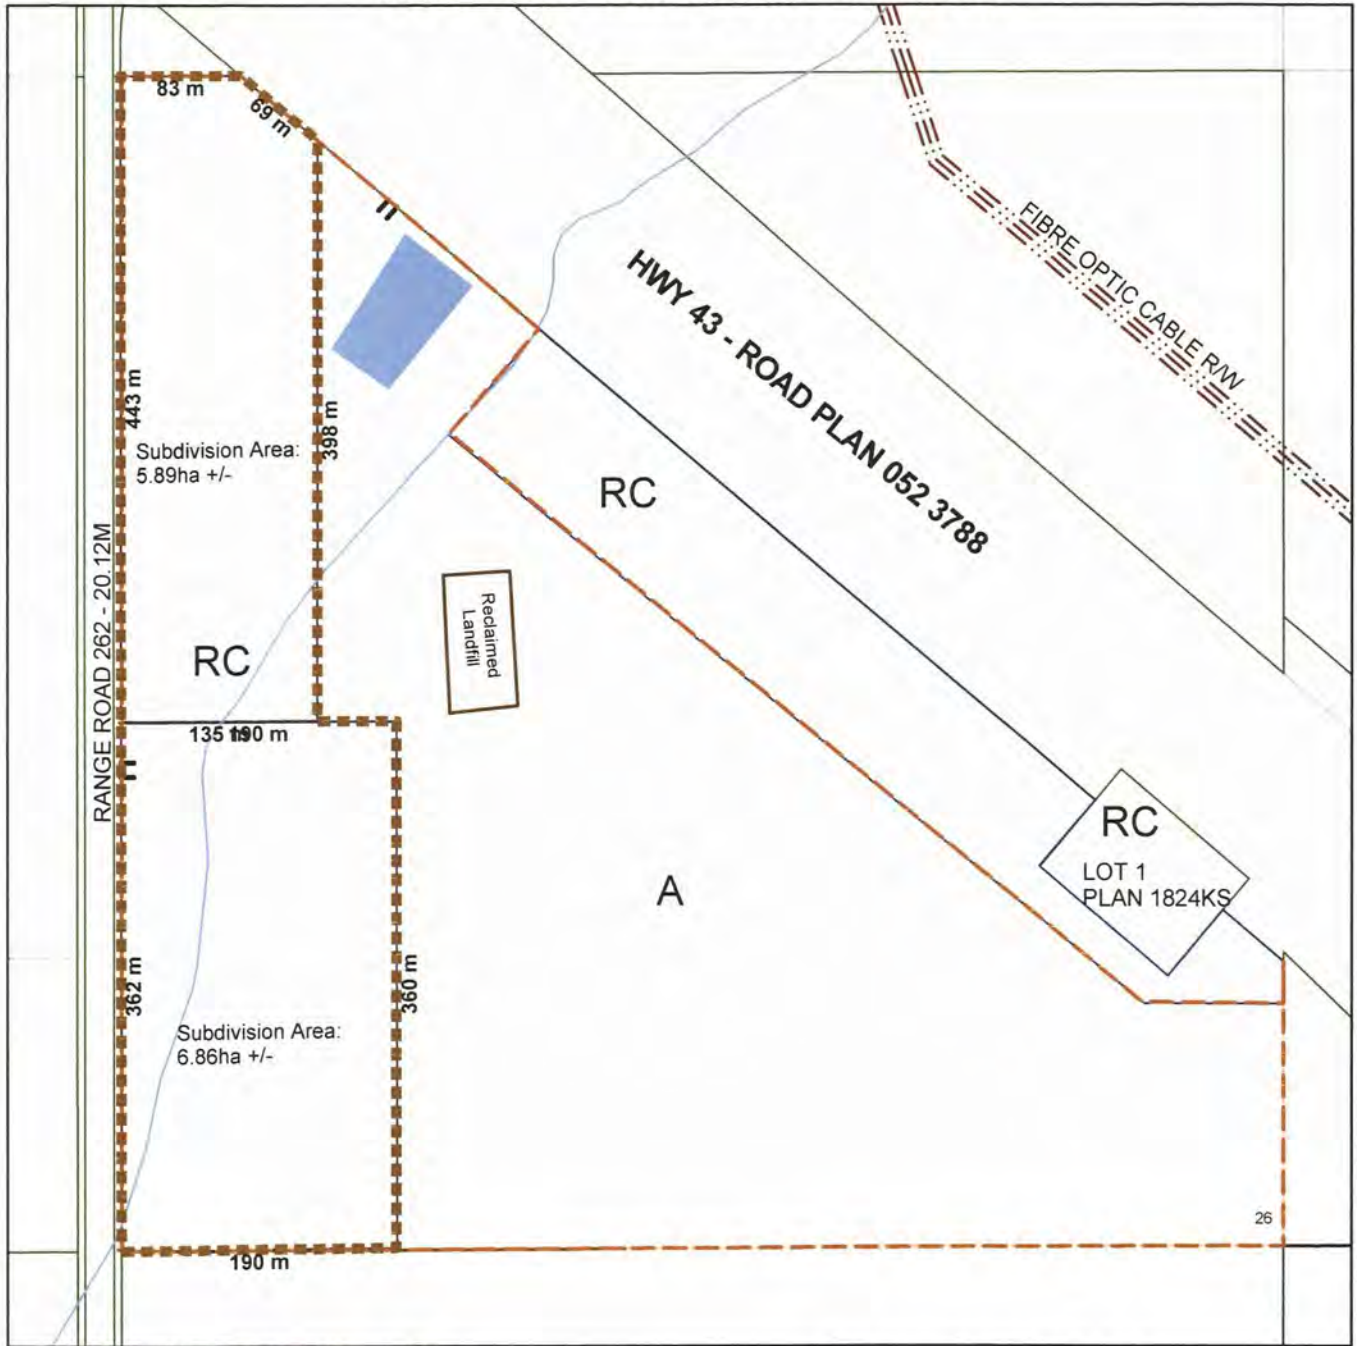 83 m
69 m
FIBRE OPTIC CABLE R/W
HWY 43 - ROAD PLAN 052 3788
443 m
398 m
Subdivision Area:
5.89ha +/-
RC
RANGE ROAD 262 - 20.12M
Reclaimed
Landfill
RC
135 m
190 m
RC
LOT 1
PLAN 1824KS
A
362 m
360 m
Subdivision Area:
6.86ha +/-
26
190 m